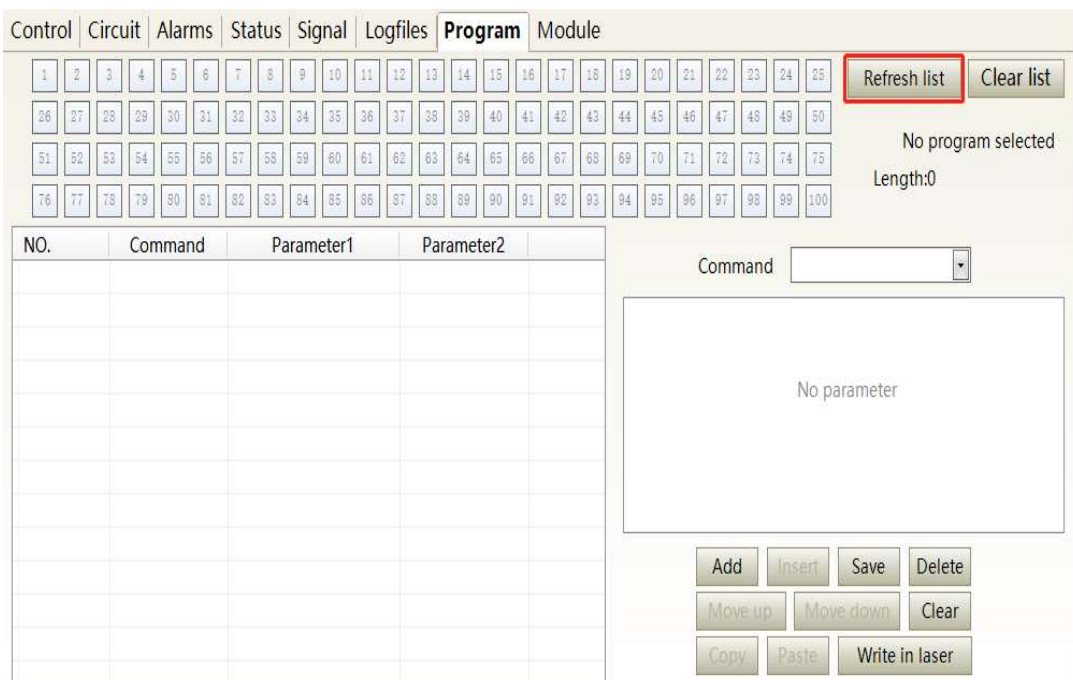 Control Circuit Alarms Status Signal Logfiles Program Module
1 2 3 4 5 6 7 8 9 10 11 12 13 14 15 16 17 18 19 20 21 22 23 24 25 Refresh list Clear list
26 27 28 29 30 31 32 33 34 35 36 37 38 39 40 41 42 43 44 45 46 47 48 49 50
No program selected
51 52 53 54 55 56 57 58 59 60 61 62 63 64 65 66 67 68 69 70 71 72 73 74 75
Length:0
76 77 78 79 80 81 82 83 84 85 86 87 88 89 90 91 92 93 94 95 96 97 98 99 100
NO. Command Parameter1 Parameter2
Command
No parameter
Add Insert Save Delete
Move up Move down Clear
Copy Paste Write in laser